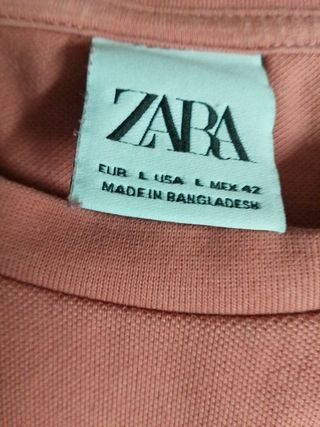 ZARA
EUR L USA L MEX 42
MADE IN BANGLADESH